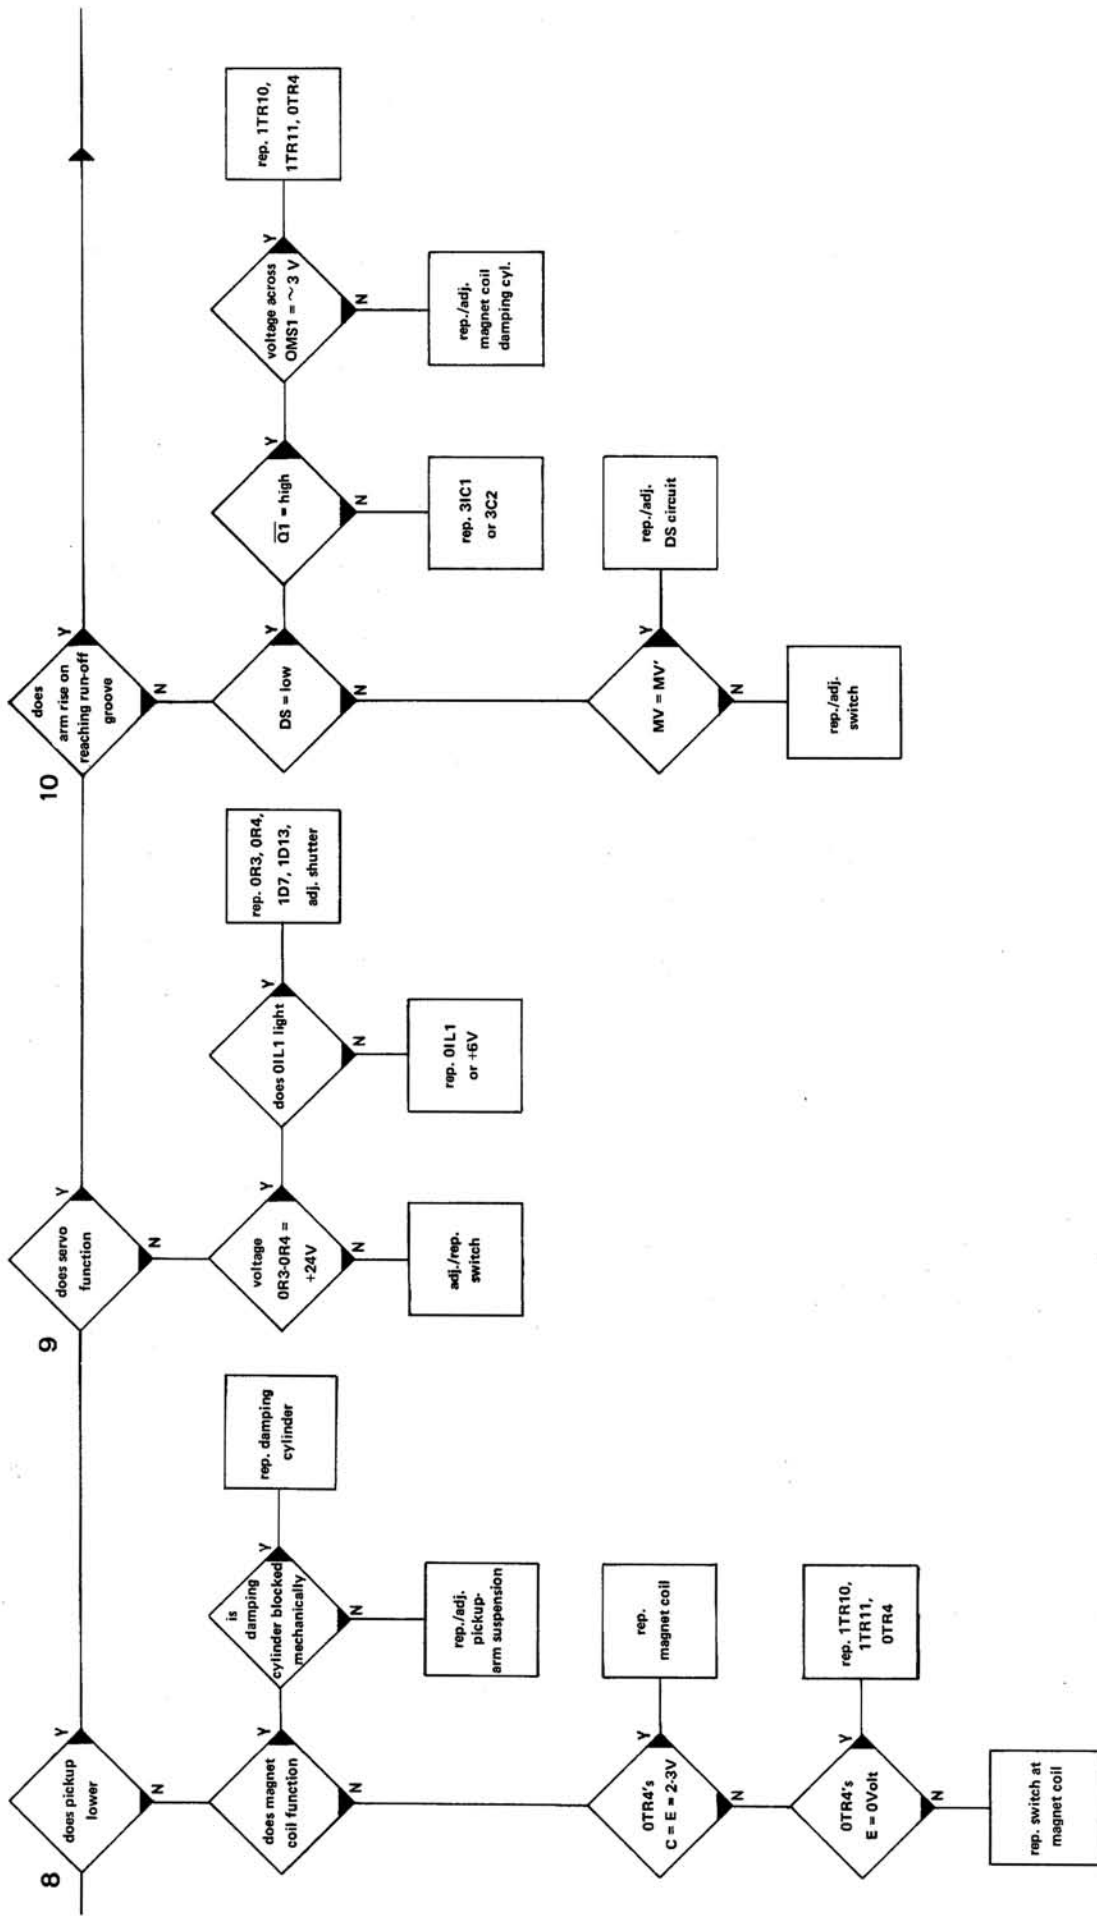 8
does pickup
lower
Y
N
does magnet
coil function
Y
N
is
damping
cylinder blocked
mechanically
Y
N
rep. damping
cylinder
rep./adj.
pickup-
arm suspension
0TR4's
C = E = 2-3V
Y
N
rep.
magnet coil
0TR4's
E = 0Volt
Y
N
rep. 1TR10,
1TR11,
0TR4
rep. switch at
magnet coil
9
does servo
function
Y
N
voltage
0R3-0R4 =
+24V
Y
N
does 0IL1 light
Y
N
rep. 0R3, 0R4,
1D7, 1D13,
adj. shutter
adj./rep.
switch
rep. 0IL1
or +6V
10
does
arm rise on
reaching run-off
groove
Y
N
DS = low
Y
N
Q1 = high
Y
N
voltage across
OMS1 = ~3 V
Y
N
rep. 1TR10,
1TR11, 0TR4
rep. 3IC1
or 3C2
rep./adj.
magnet coil
damping cyl.
MV = MV'
Y
N
rep./adj.
DS circuit
rep./adj.
switch